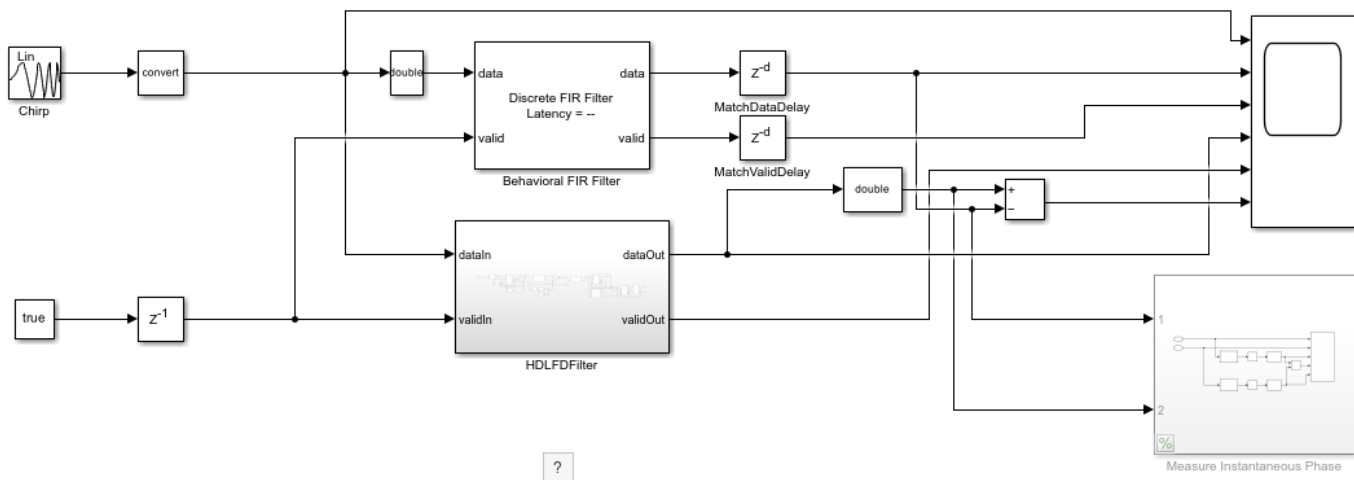 Lin
Chirp
convert
double
data
valid
Discrete FIR Filter
Latency = --
data
valid
Behavioral FIR Filter
z-d
MatchDataDelay
z-d
MatchValidDelay
double
+
−
dataIn
validIn
dataOut
validOut
HDLFDFilter
true
z-1
1
2
%
Measure Instantaneous Phase
?